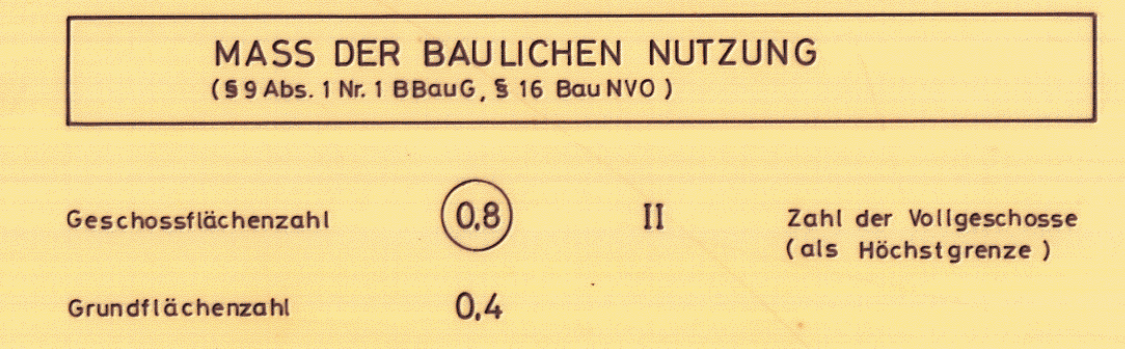 MASS DER BAULICHEN NUTZUNG
(§ 9 Abs. 1 Nr. 1 BBauG, § 16 BauNVO)
Geschossflächenzahl 0,8 II Zahl der Vollgeschosse
(als Höchstgrenze)
Grundflächenzahl 0,4